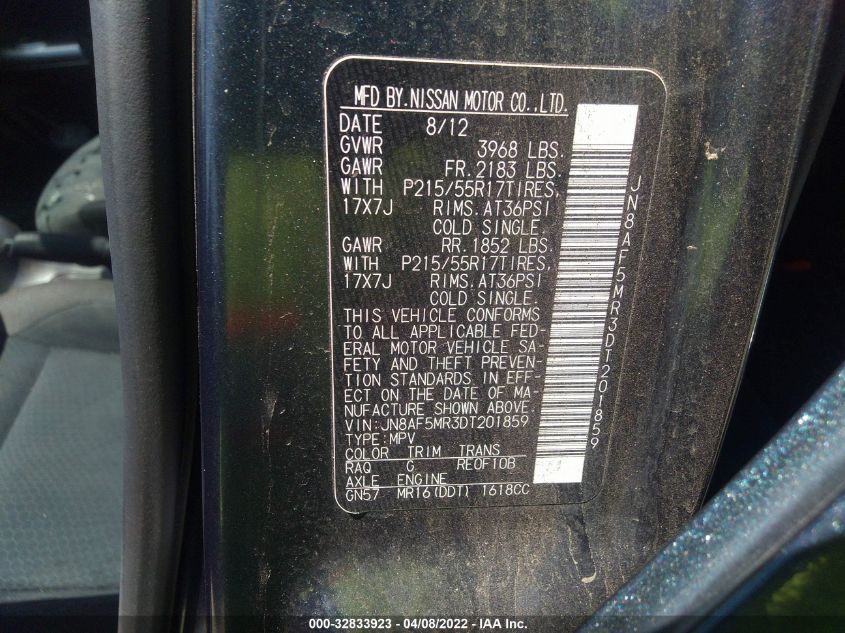 MFD BY.NISSAN MOTOR CO.,LTD.
DATE 8/12
GVWR 3968 LBS.
GAWR FR.2183 LBS.
WITH P215/55R17TIRES,
17X7J RIMS.AT36PSI
COLD SINGLE.
GAWR RR.1852 LBS.
WITH P215/55R17TIRES,
17X7J RIMS.AT36PSI
COLD SINGLE.
THIS VEHICLE CONFORMS
TO ALL APPLICABLE FED-
ERAL MOTOR VEHICLE SA-
FETY AND THEFT PREVEN-
TION STANDARDS IN EFF-
ECT ON THE DATE OF MA-
NUFACTURE SHOWN ABOVE.
VIN:JN8AF5MR3DT201859
TYPE:MPV
COLOR TRIM TRANS
RAQ G RE0F10B
AXLE ENGINE
GN57 MR16(DDT) 1618CC
JN8AF5MR3DT201859
000-32833923 - 04/08/2022 - IAA Inc.